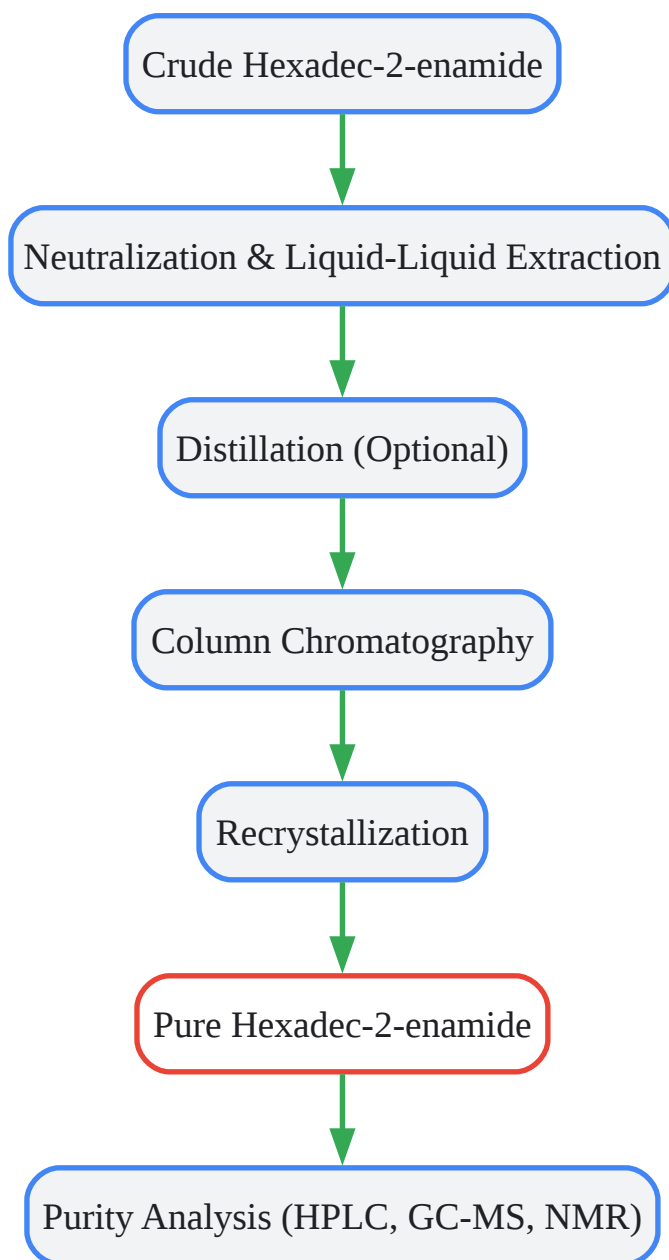 Crude Hexadec-2-enamide
Neutralization & Liquid-Liquid Extraction
Distillation (Optional)
Column Chromatography
Recrystallization
Pure Hexadec-2-enamide
Purity Analysis (HPLC, GC-MS, NMR)